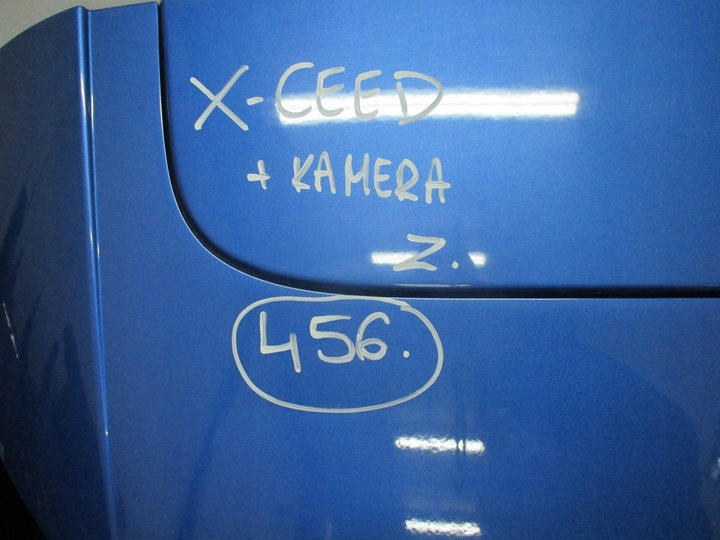 X-CEED
+ KAMERA
Z.
456.